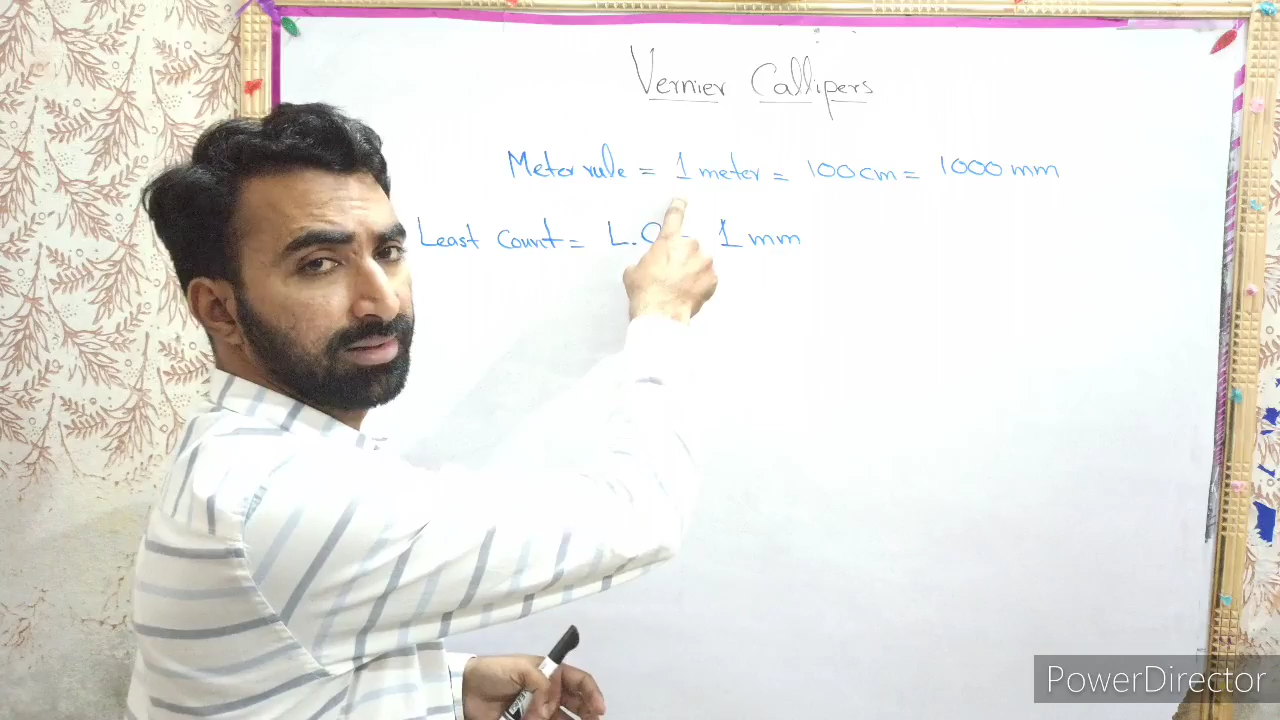 Vernier Callipers
Meter rule = 1 meter = 100 cm = 1000 mm
Least Count = L.C = 1 mm
PowerDirector